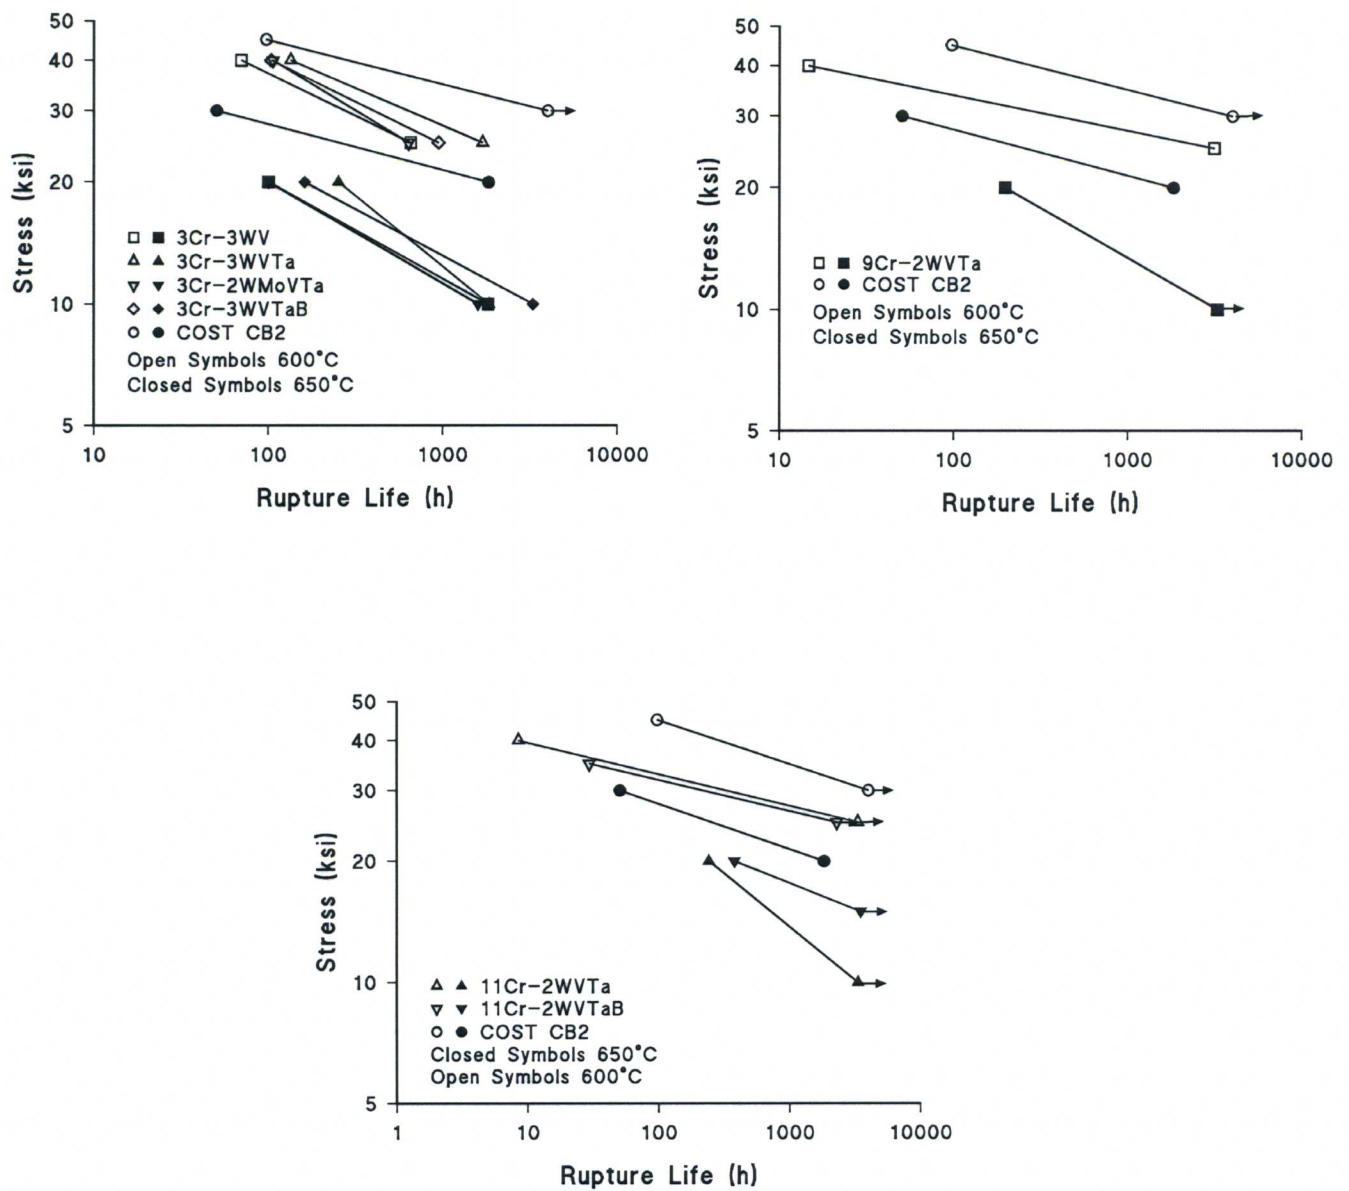 50
40
30
20
10
5
Stress (ksi)
3Cr-3WV
3Cr-3WVTa
3Cr-2WMoVTa
3Cr-3WVTaB
COST CB2
Open Symbols 600°C
Closed Symbols 650°C
10 100 1000 10000
Rupture Life (h)
50
40
30
20
10
5
Stress (ksi)
9Cr-2WVTa
COST CB2
Open Symbols 600°C
Closed Symbols 650°C
10 100 1000 10000
Rupture Life (h)
50
40
30
20
10
5
Stress (ksi)
11Cr-2WVTa
11Cr-2WVTaB
COST CB2
Closed Symbols 650°C
Open Symbols 600°C
1 10 100 1000 10000
Rupture Life (h)